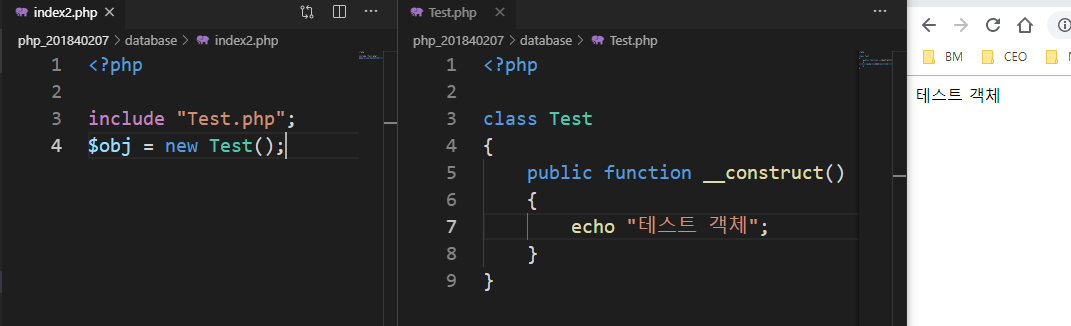 index2.php
php_201840207 > database > index2.php
1 <?php
2
3 include "Test.php";
4 $obj = new Test();
Test.php
php_201840207 > database > Test.php
1 <?php
2
3 class Test
4 {
5 public function __construct()
6 {
7 echo "테스트 객체";
8 }
9 }
BM CEO
테스트 객체